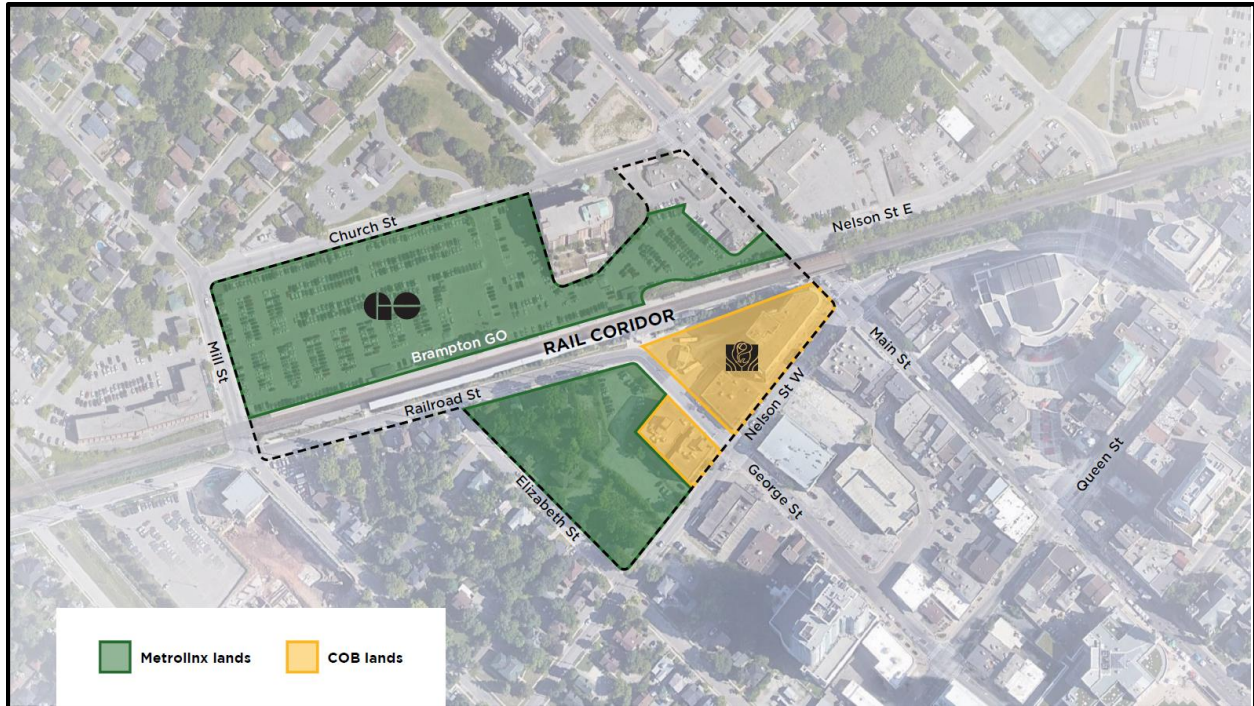 Church St
Nelson St E
GO
Mill St
Brampton GO
RAIL CORIDOR
Main St
Railroad St
Nelson St W
Queen St
George St
Elizabeth St
Metrolinx lands
COB lands